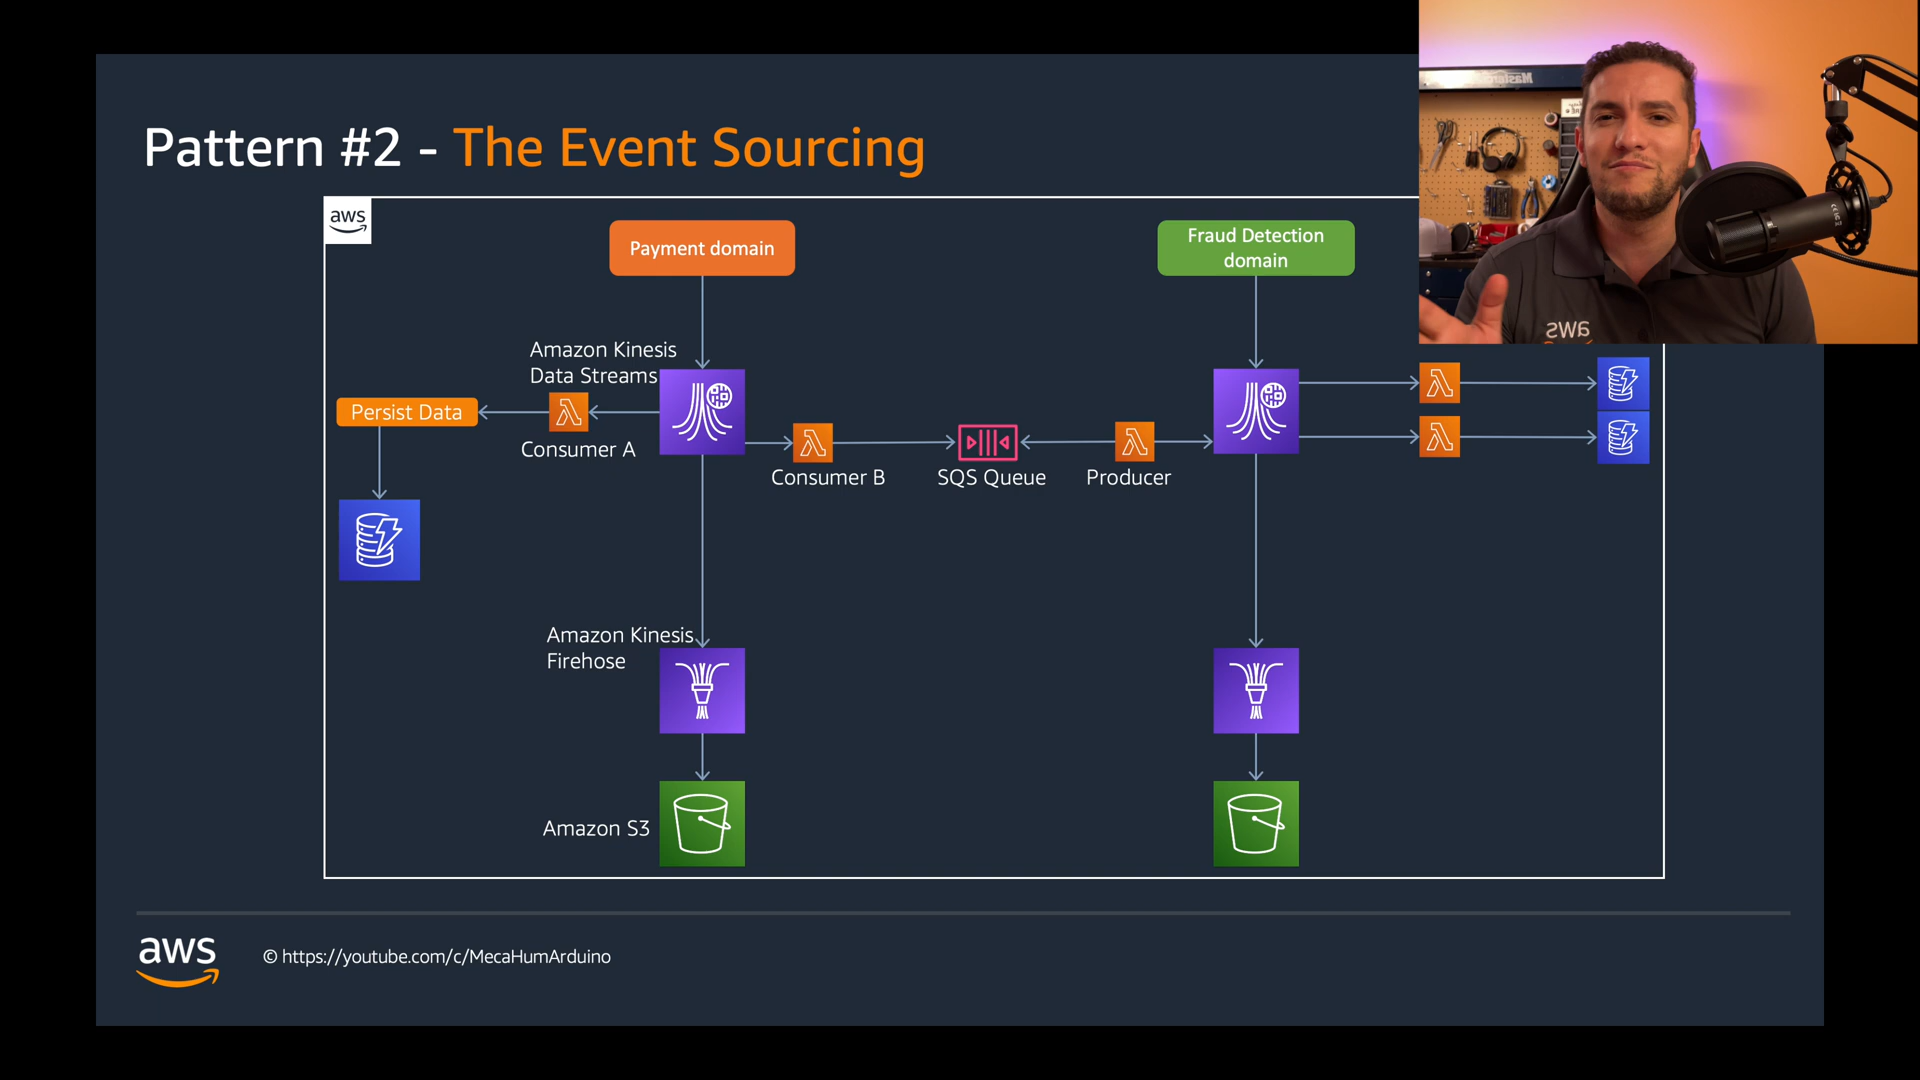 Pattern #2 - The Event Sourcing
aws
Payment domain
Fraud Detection
domain
Amazon Kinesis
Data Streams
Persist Data
Consumer A
Consumer B
SQS Queue
Producer
Amazon Kinesis
Firehose
Amazon S3
aws
© https://youtube.com/c/MecaHumArduino
aws